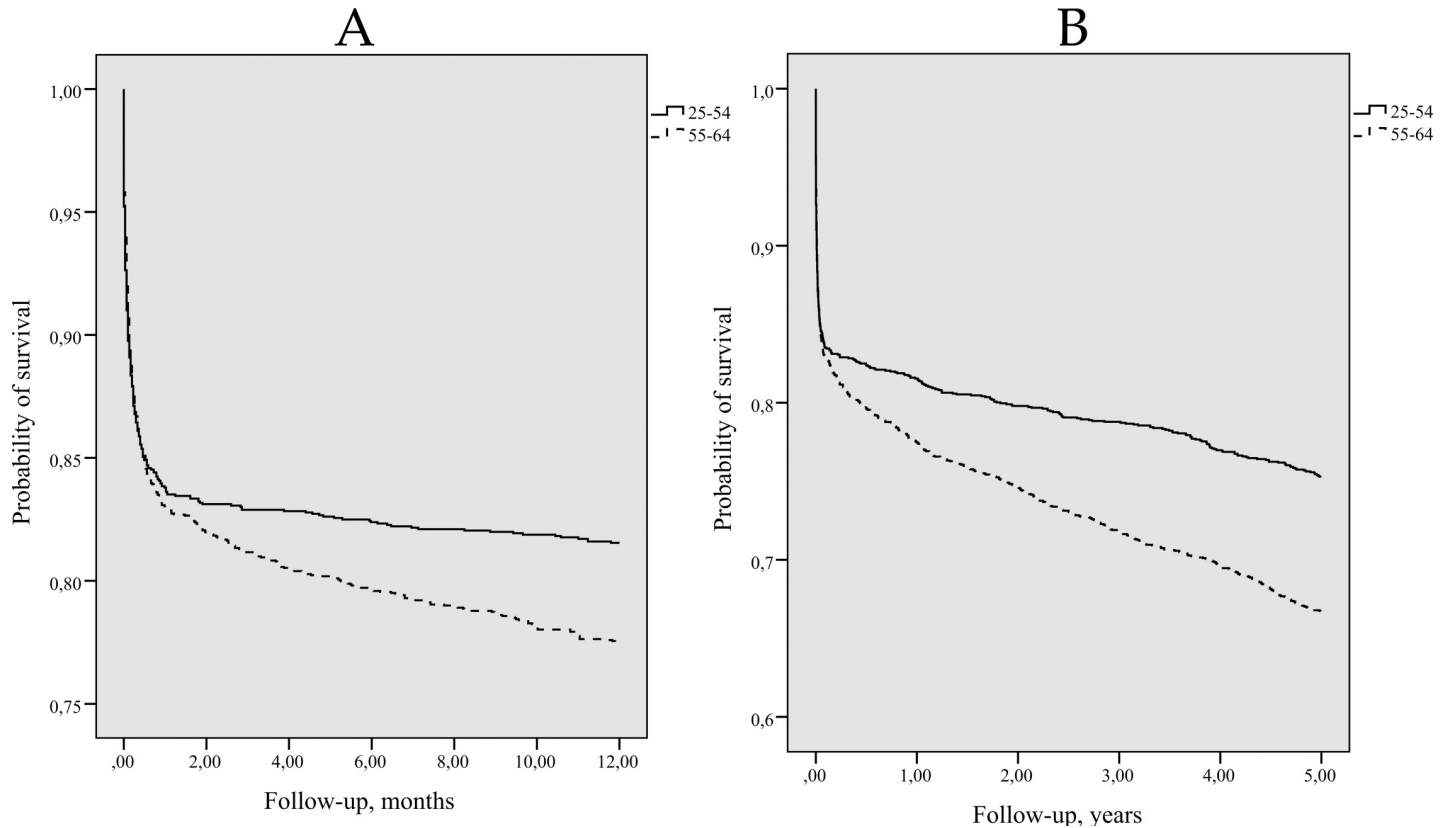 A
Probability of survival
1,00
0,95
0,90
0,85
0,80
0,75
,00 2,00 4,00 6,00 8,00 10,00 12,00
Follow-up, months
25-54
55-64
B
Probability of survival
1,0
0,9
0,8
0,7
0,6
,00 1,00 2,00 3,00 4,00 5,00
Follow-up, years
25-54
55-64